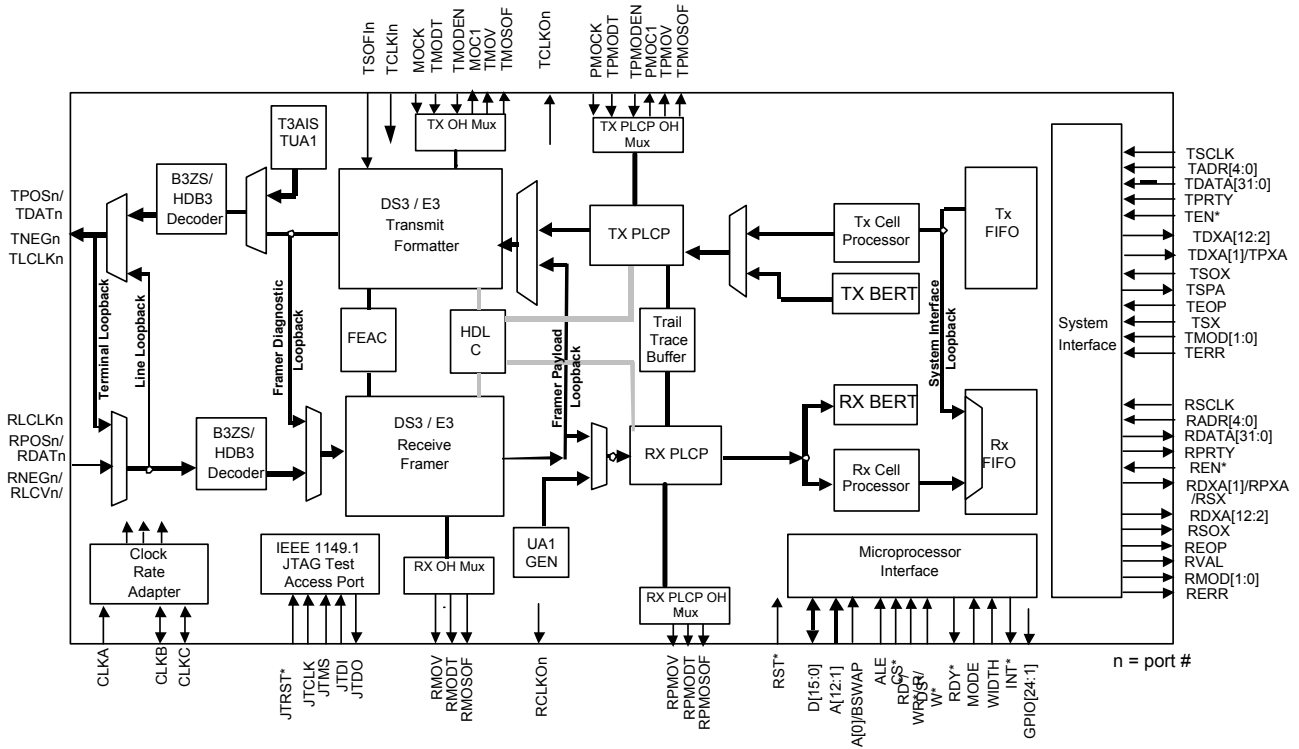 TSOFIn
TCLKIn
MOCK
TMODT
TMODEN
MOC1
TMOV
TMOSOF
TCLKOn
PMOCK
TPMODT
TPMODEN
PMOC1
TPMOV
TPMOSOF
T3AIS
TUA1
TX OH Mux
TX PLCP OH
Mux
B3ZS/
HDB3
Decoder
DS3 / E3
Transmit
Formatter
TX PLCP
Tx Cell
Processor
TX BERT
Tx
FIFO
TPOSn/
TDATn
TNEGn
TLCLKn
Terminal Loopback
Line Loopback
Framer Diagnostic
Loopback
FEAC
HDL
C
Framer Payload
Loopback
Trail
Trace
Buffer
System Interface
Loopback
System
Interface
TSCLK
TADR[4:0]
TDATA[31:0]
TPRTY
TEN*
TDXA[12:2]
TDXA[1]/TPXA
TSOX
TSPA
TEOP
TSX
TMOD[1:0]
TERR
RLCLKn
RPOSn/
RDATn
RNEGn/
RLCVn/
B3ZS/
HDB3
Decoder
DS3 / E3
Receive
Framer
RX PLCP
RX BERT
Rx Cell
Processor
Rx
FIFO
RSCLK
RADR[4:0]
RDATA[31:0]
RPRTY
REN*
RDXA[1]/RPXA
/RSX
RDXA[12:2]
RSOX
REOP
RVAL
RMOD[1:0]
RERR
Clock
Rate
Adapter
IEEE 1149.1
JTAG Test
Access Port
RX OH Mux
UA1
GEN
RX PLCP OH
Mux
Microprocessor
Interface
CLKA
CLKB
CLKC
JTRST*
JTCLK
JTMS
JTDI
JTDO
RMOV
RMODT
RMOSOF
RCLKOn
RPMOV
RPMODT
RPMOSOF
RST*
D[15:0]
A[12:1]
A[0]/BSWAP
ALE
CS*
RD*/
DS*
WR*/R/
W*
RDY*
MODE
WIDTH
INT*
GPIO[24:1]
n = port #